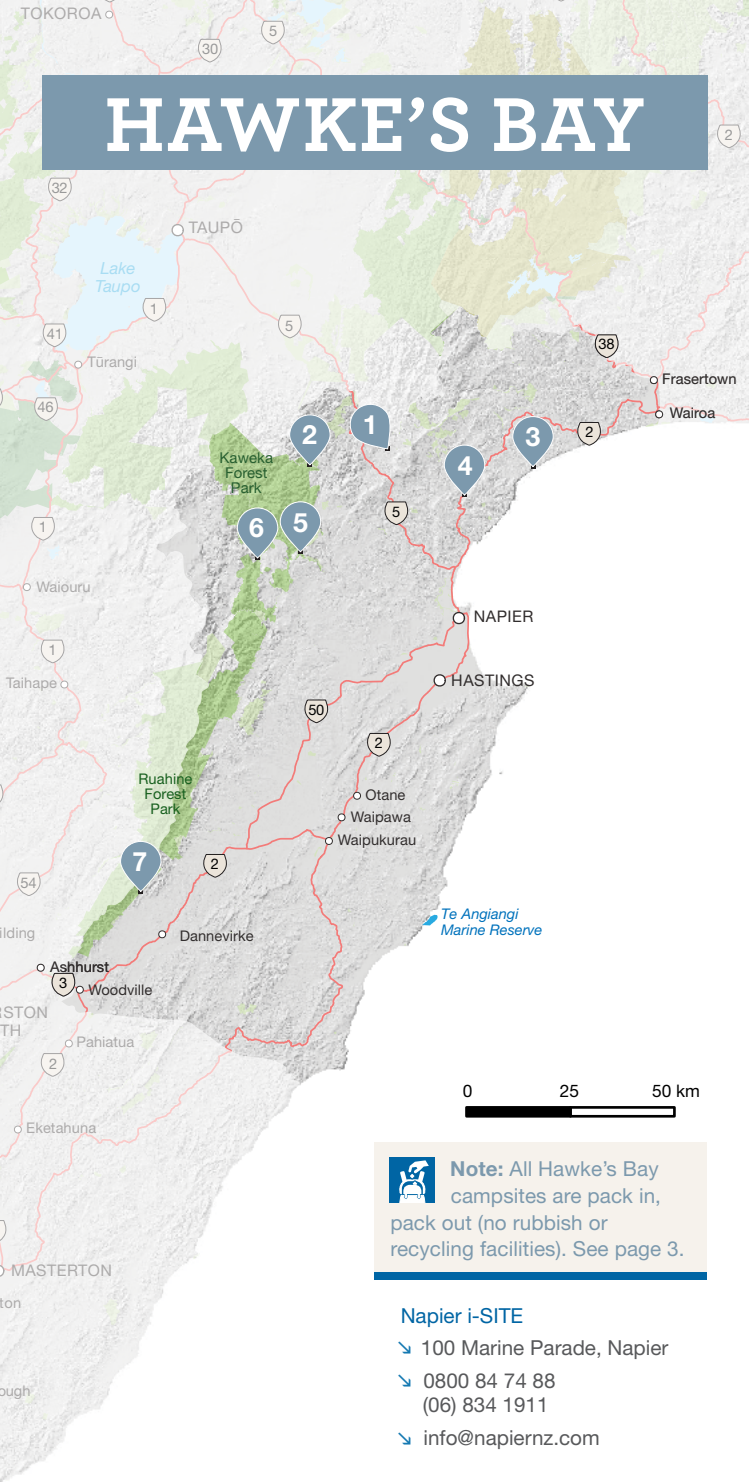 TOKOROA
5
30
HAWKE'S BAY
2
32
TAUPŌ
Lake
Taupo
1
5
41
38
Tūrangi
Frasertown
46
Wairoa
1
2
3
2
Kaweka
Forest
Park
4
5
6
5
1
Waiouru
NAPIER
1
Taihape
HASTINGS
50
2
Ruahine
Forest
Park
Otane
Waipawa
Waipukurau
7
2
54
Te Angiangi
Marine Reserve
ilding
Dannevirke
Ashhurst
3
Woodville
RSTON
TH
Pahiatua
2
0 25 50 km
Eketahuna
Note: All Hawke's Bay
campsites are pack in,
pack out (no rubbish or
recycling facilities). See page 3.
MASTERTON
ton
ough
Napier i-SITE
↘ 100 Marine Parade, Napier
↘ 0800 84 74 88
(06) 834 1911
↘ info@napiernz.com